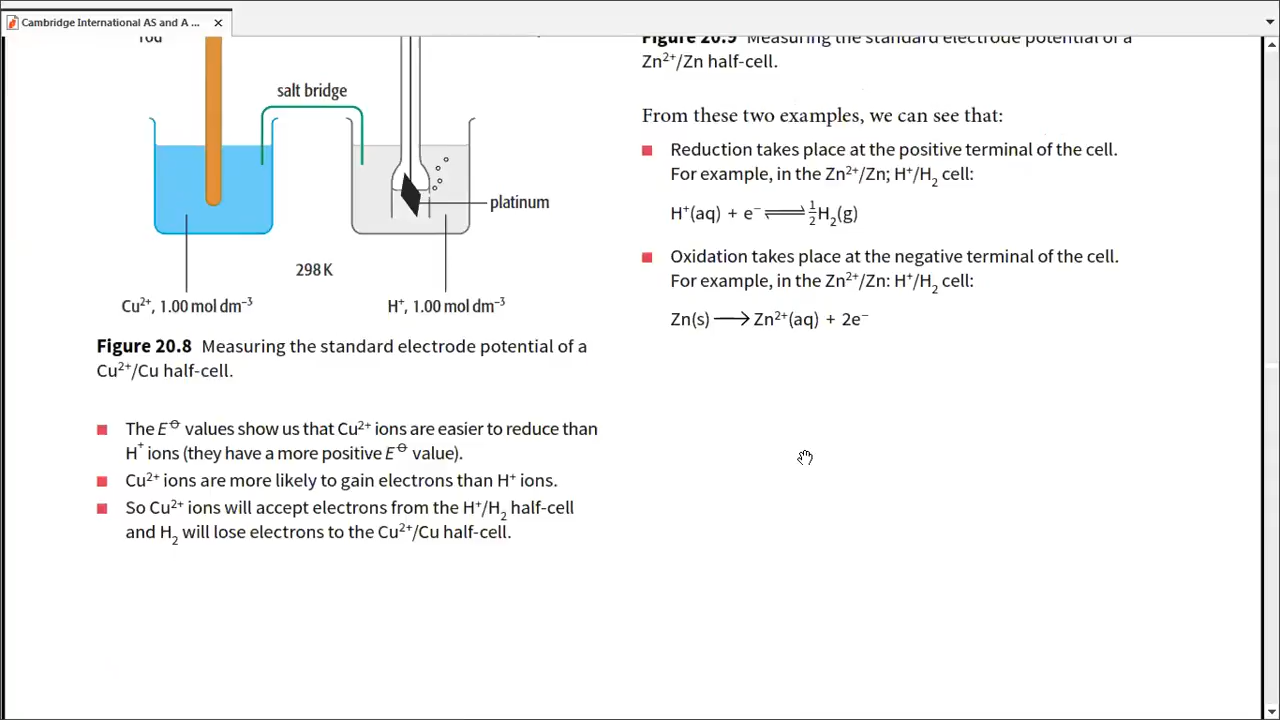 Cambridge International AS and A ...
rod
salt bridge
platinum
298 K
Cu²⁺, 1.00 mol dm⁻³
H⁺, 1.00 mol dm⁻³
Figure 20.8 Measuring the standard electrode potential of a
Cu²⁺/Cu half-cell.
The E⦵ values show us that Cu²⁺ ions are easier to reduce than
H⁺ ions (they have a more positive E⦵ value).
Cu²⁺ ions are more likely to gain electrons than H⁺ ions.
So Cu²⁺ ions will accept electrons from the H⁺/H₂ half-cell
and H₂ will lose electrons to the Cu²⁺/Cu half-cell.
Figure 20.9 Measuring the standard electrode potential of a
Zn²⁺/Zn half-cell.
From these two examples, we can see that:
Reduction takes place at the positive terminal of the cell.
For example, in the Zn²⁺/Zn; H⁺/H₂ cell:
H⁺(aq) + e⁻ ⇌ ½H₂(g)
Oxidation takes place at the negative terminal of the cell.
For example, in the Zn²⁺/Zn: H⁺/H₂ cell:
Zn(s) ⟶ Zn²⁺(aq) + 2e⁻